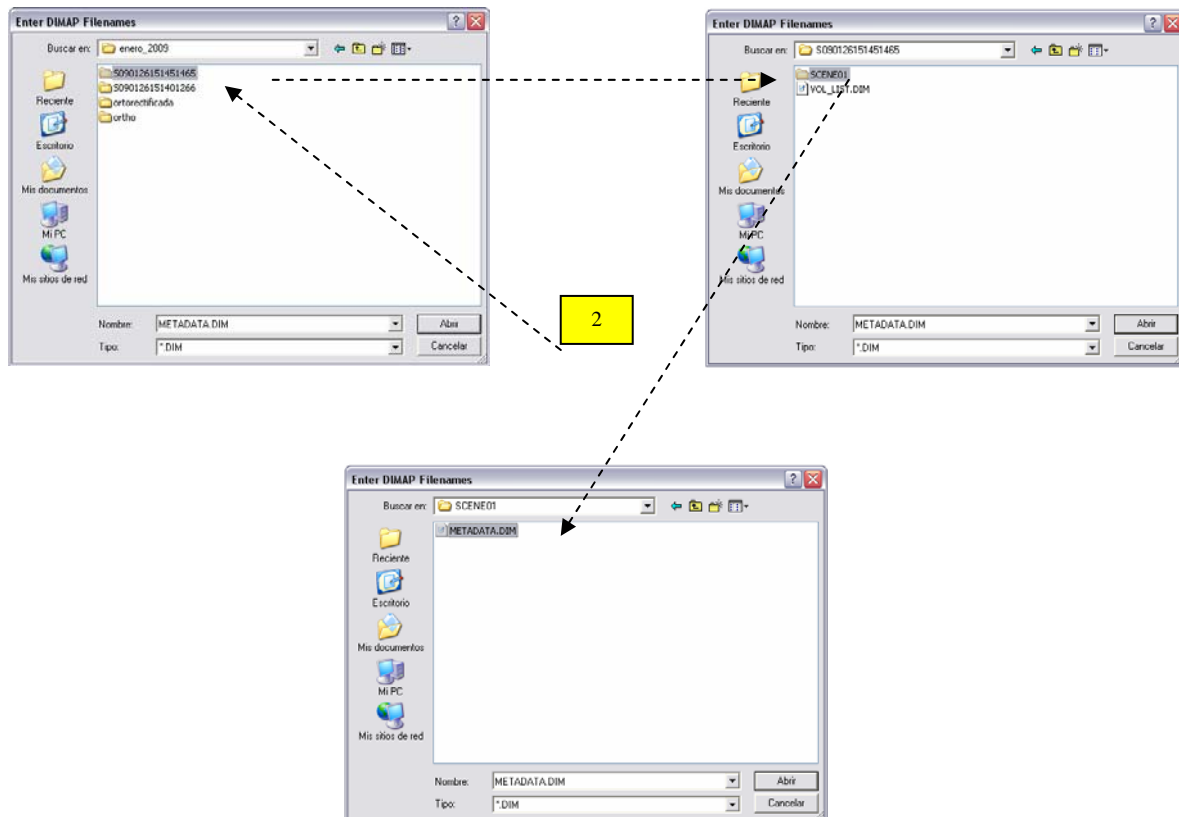 Enter DIMAP Filenames
Buscar en: enero_2009
S090126151451465
S090126151401266
ortorectificada
ortho
Reciente
Escritorio
Mis documentos
Mi PC
Mis sitios de red
Nombre: METADATA.DIM Abrir
Tipo: *.DIM Cancelar
Enter DIMAP Filenames
Buscar en: S090126151451465
SCENE01
VOL_LIST.DIM
Reciente
Escritorio
Mis documentos
Mi PC
Mis sitios de red
Nombre: METADATA.DIM Abrir
Tipo: *.DIM Cancelar
2
Enter DIMAP Filenames
Buscar en: SCENE01
METADATA.DIM
Reciente
Escritorio
Mis documentos
Mi PC
Mis sitios de red
Nombre: METADATA.DIM Abrir
Tipo: *.DIM Cancelar